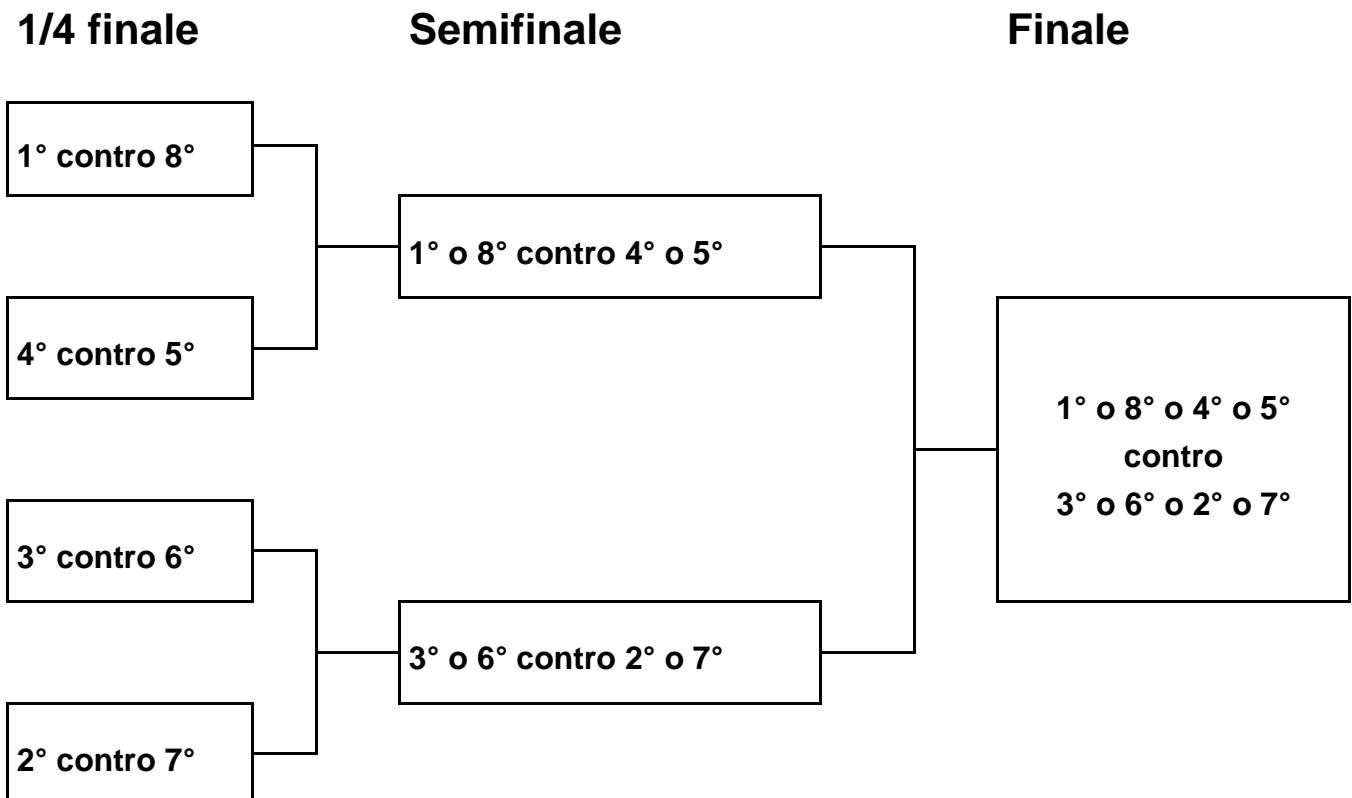 1/4 finale
Semifinale
Finale
1° contro 8°
1° o 8° contro 4° o 5°
4° contro 5°
1° o 8° o 4° o 5°
contro
3° o 6° o 2° o 7°
3° contro 6°
3° o 6° contro 2° o 7°
2° contro 7°